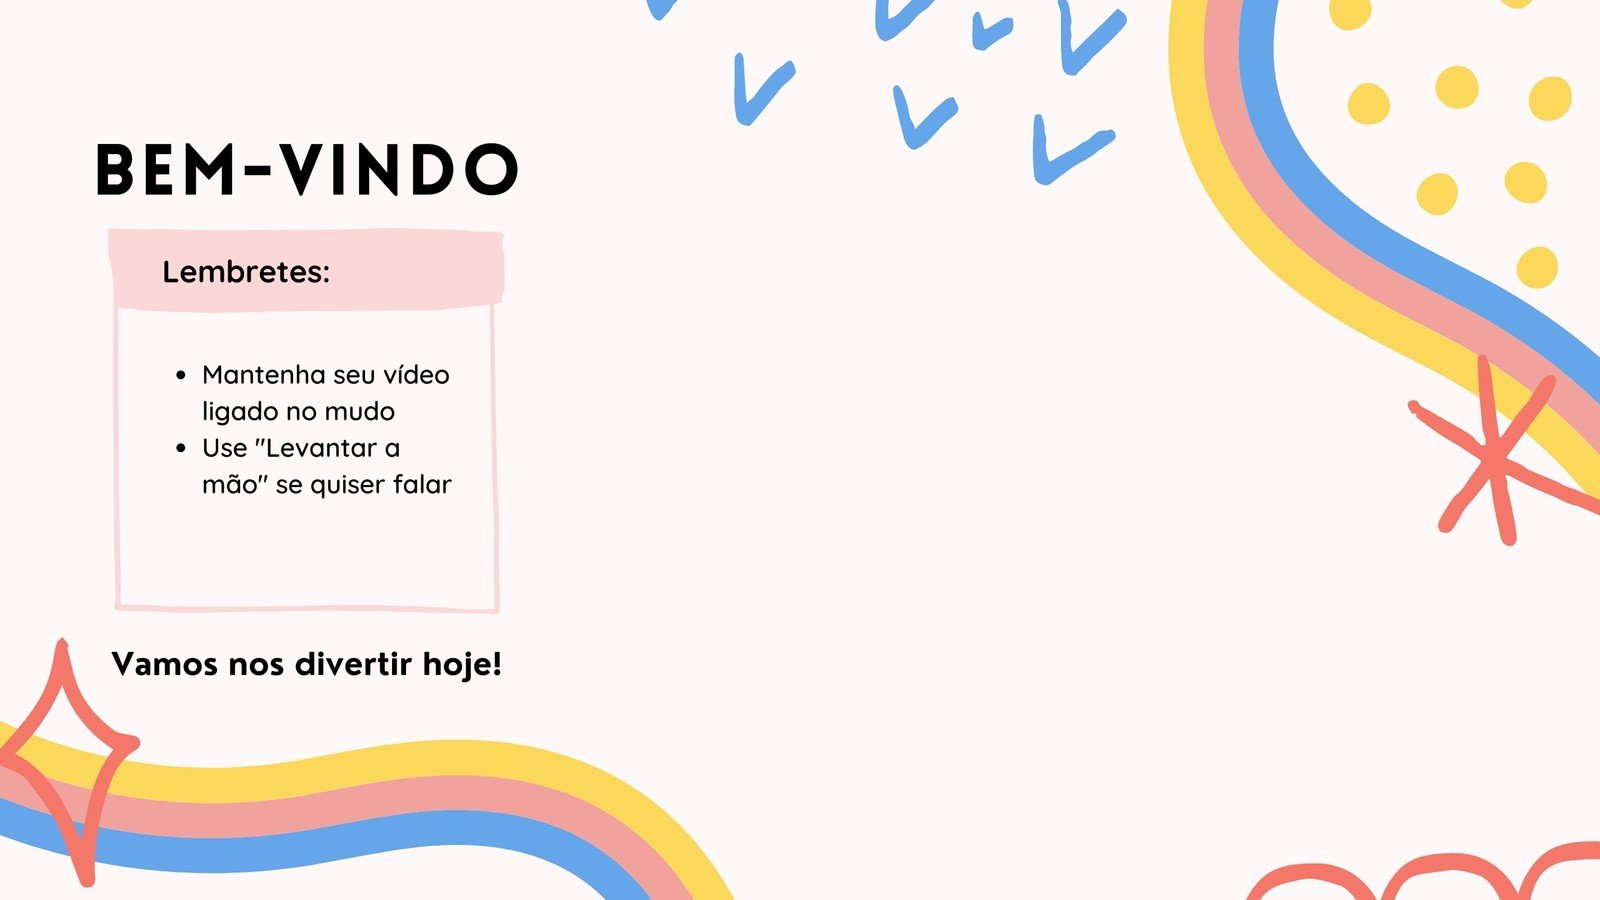 BEM-VINDO
Lembretes:
• Mantenha seu vídeo
ligado no mudo
• Use "Levantar a
mão" se quiser falar
Vamos nos divertir hoje!